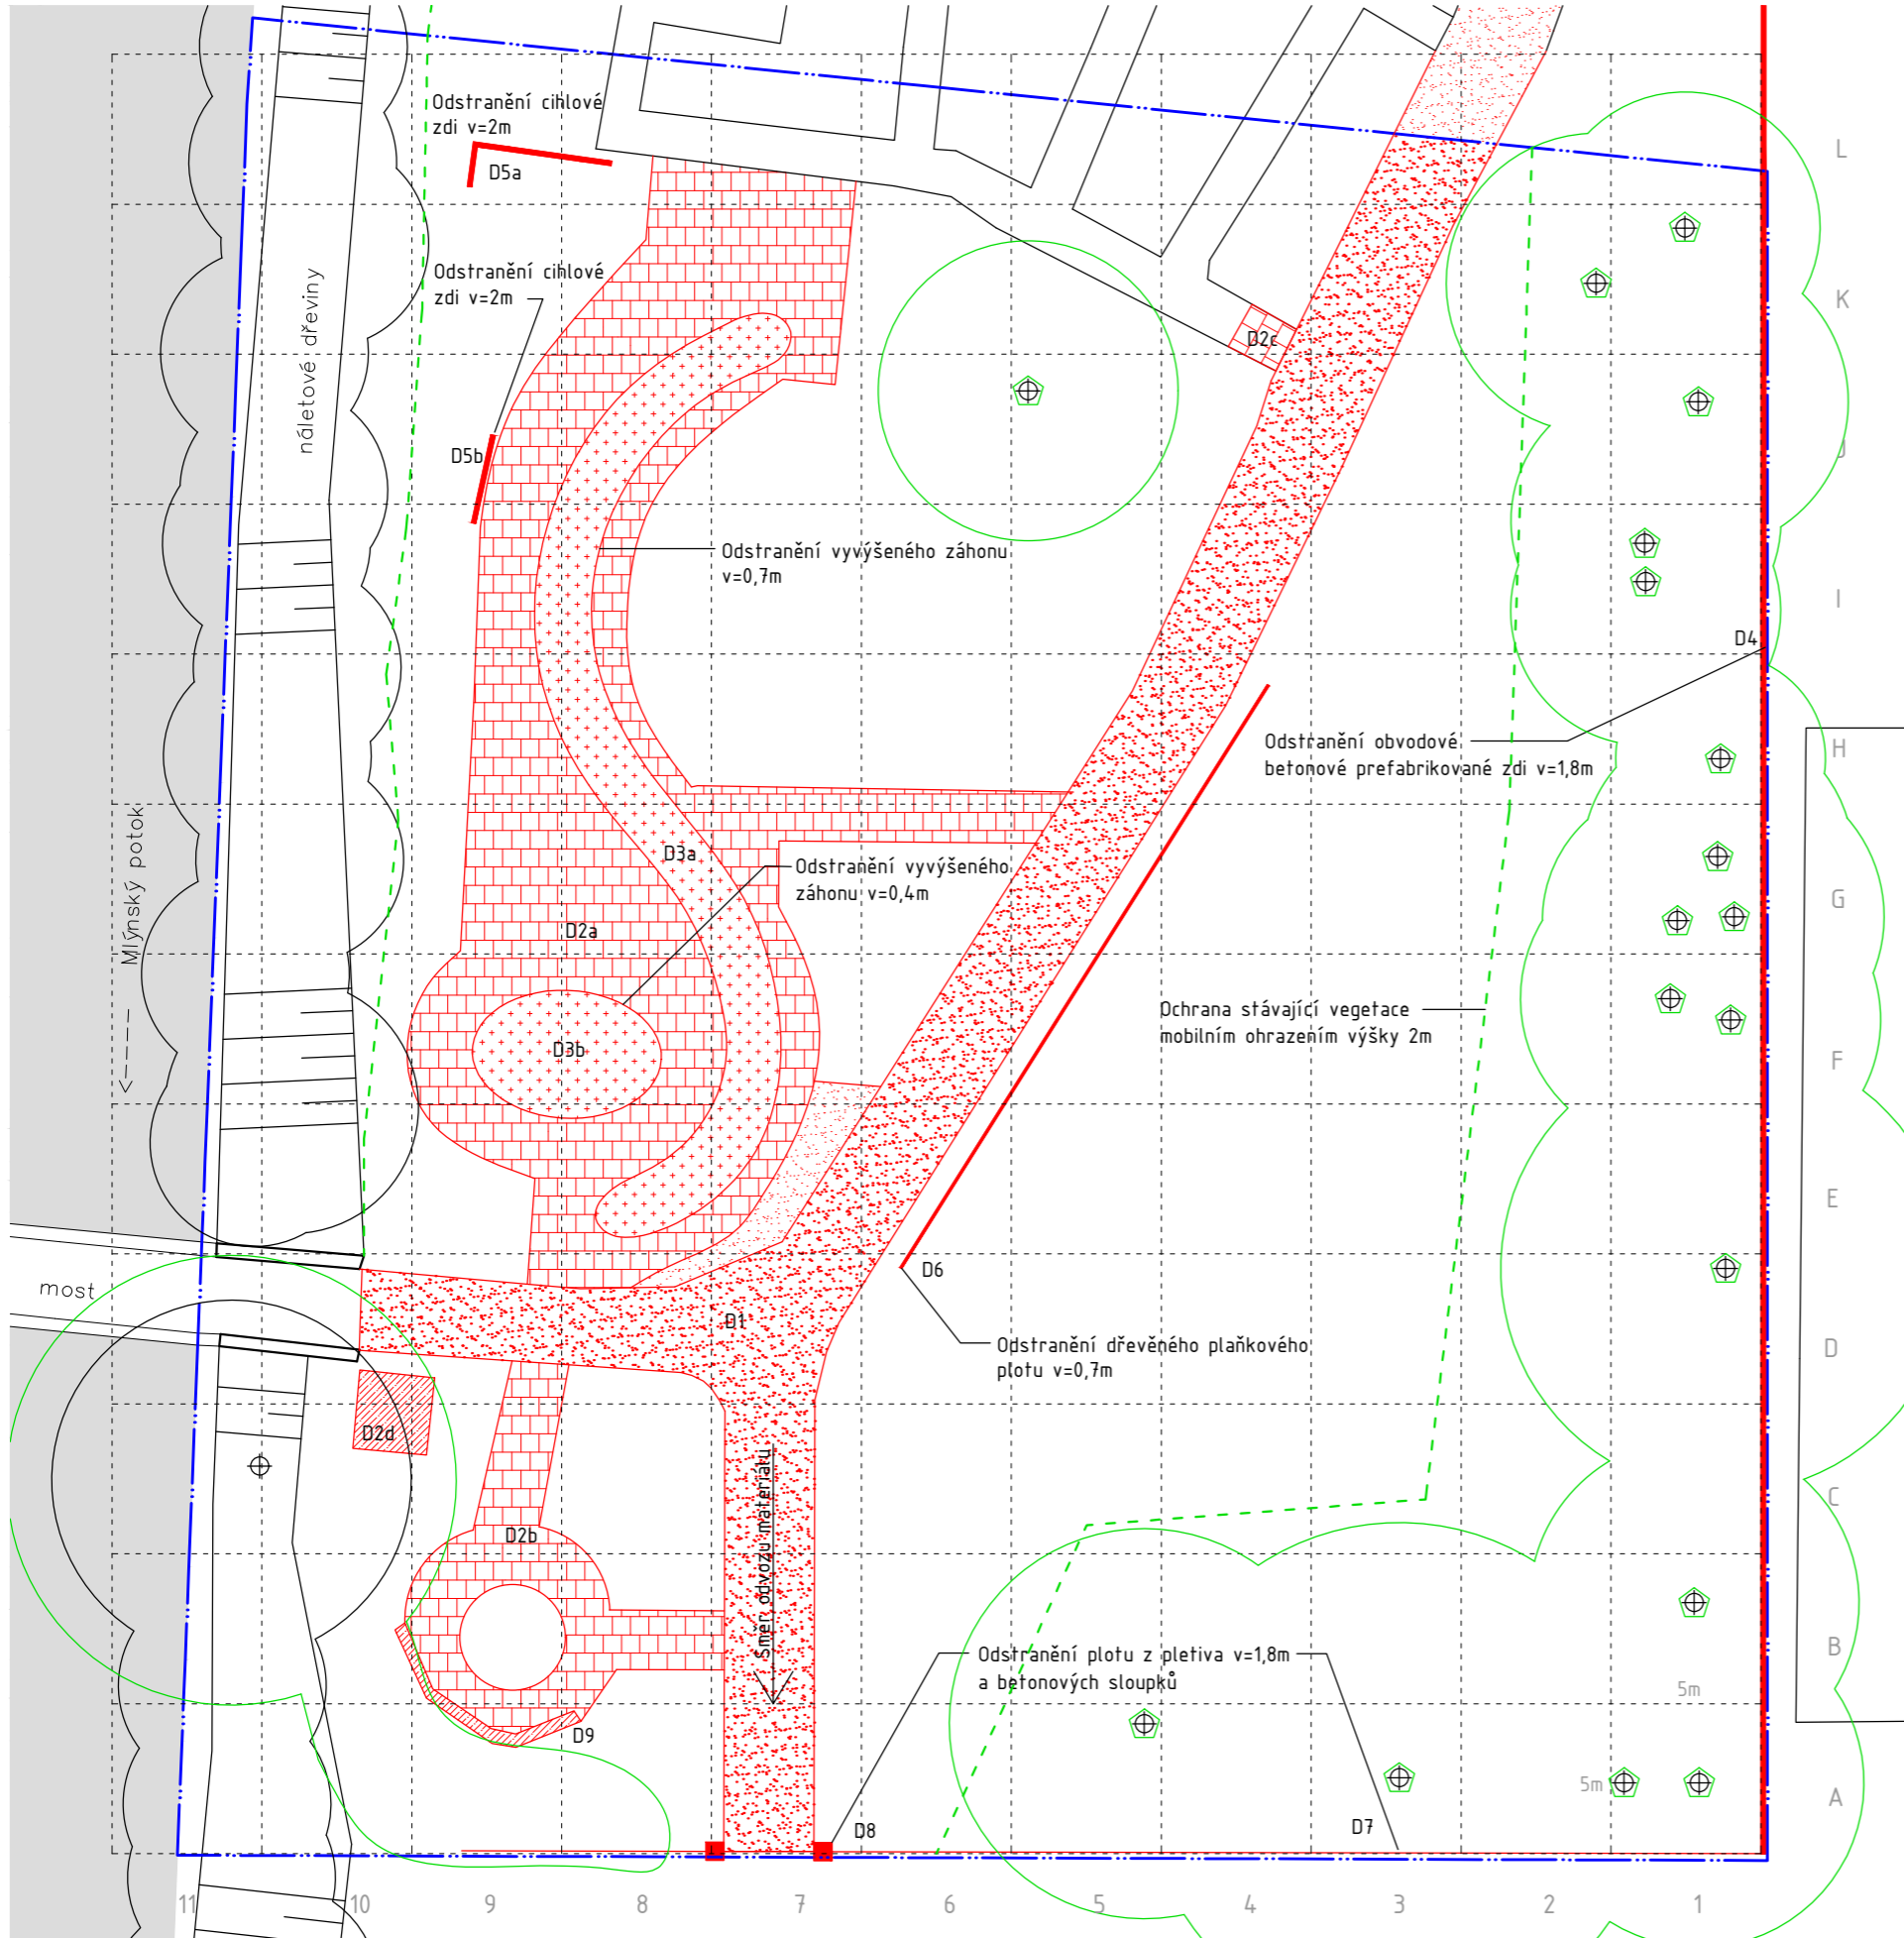 Odstranění cihlové
zdi v=2m
D5a
L
náletové dřeviny
Odstranění cihlové
zdi v=2m
K
D2c
D5b
J
Odstranění vyvýšeného záhonu
v=0,7m
I
D4
Odstranění obvodové
betonové prefabrikované zdi v=1,8m
H
Mlýnský potok
D3a
Odstranění vyvýšeného
záhonu v=0,4m
G
D2a
Ochrana stávající vegetace
mobilním ohrazením výšky 2m
D3b
F
E
D6
most
D1
Odstranění dřevěného plaňkového
plotu v=0,7m
D
D2d
Směr odvozu materiálu
C
D2b
Odstranění plotu z pletiva v=1,8m
a betonových sloupků
B
5m
D9
5m
A
D8
D7
11 10 9 8 7 6 5 4 3 2 1